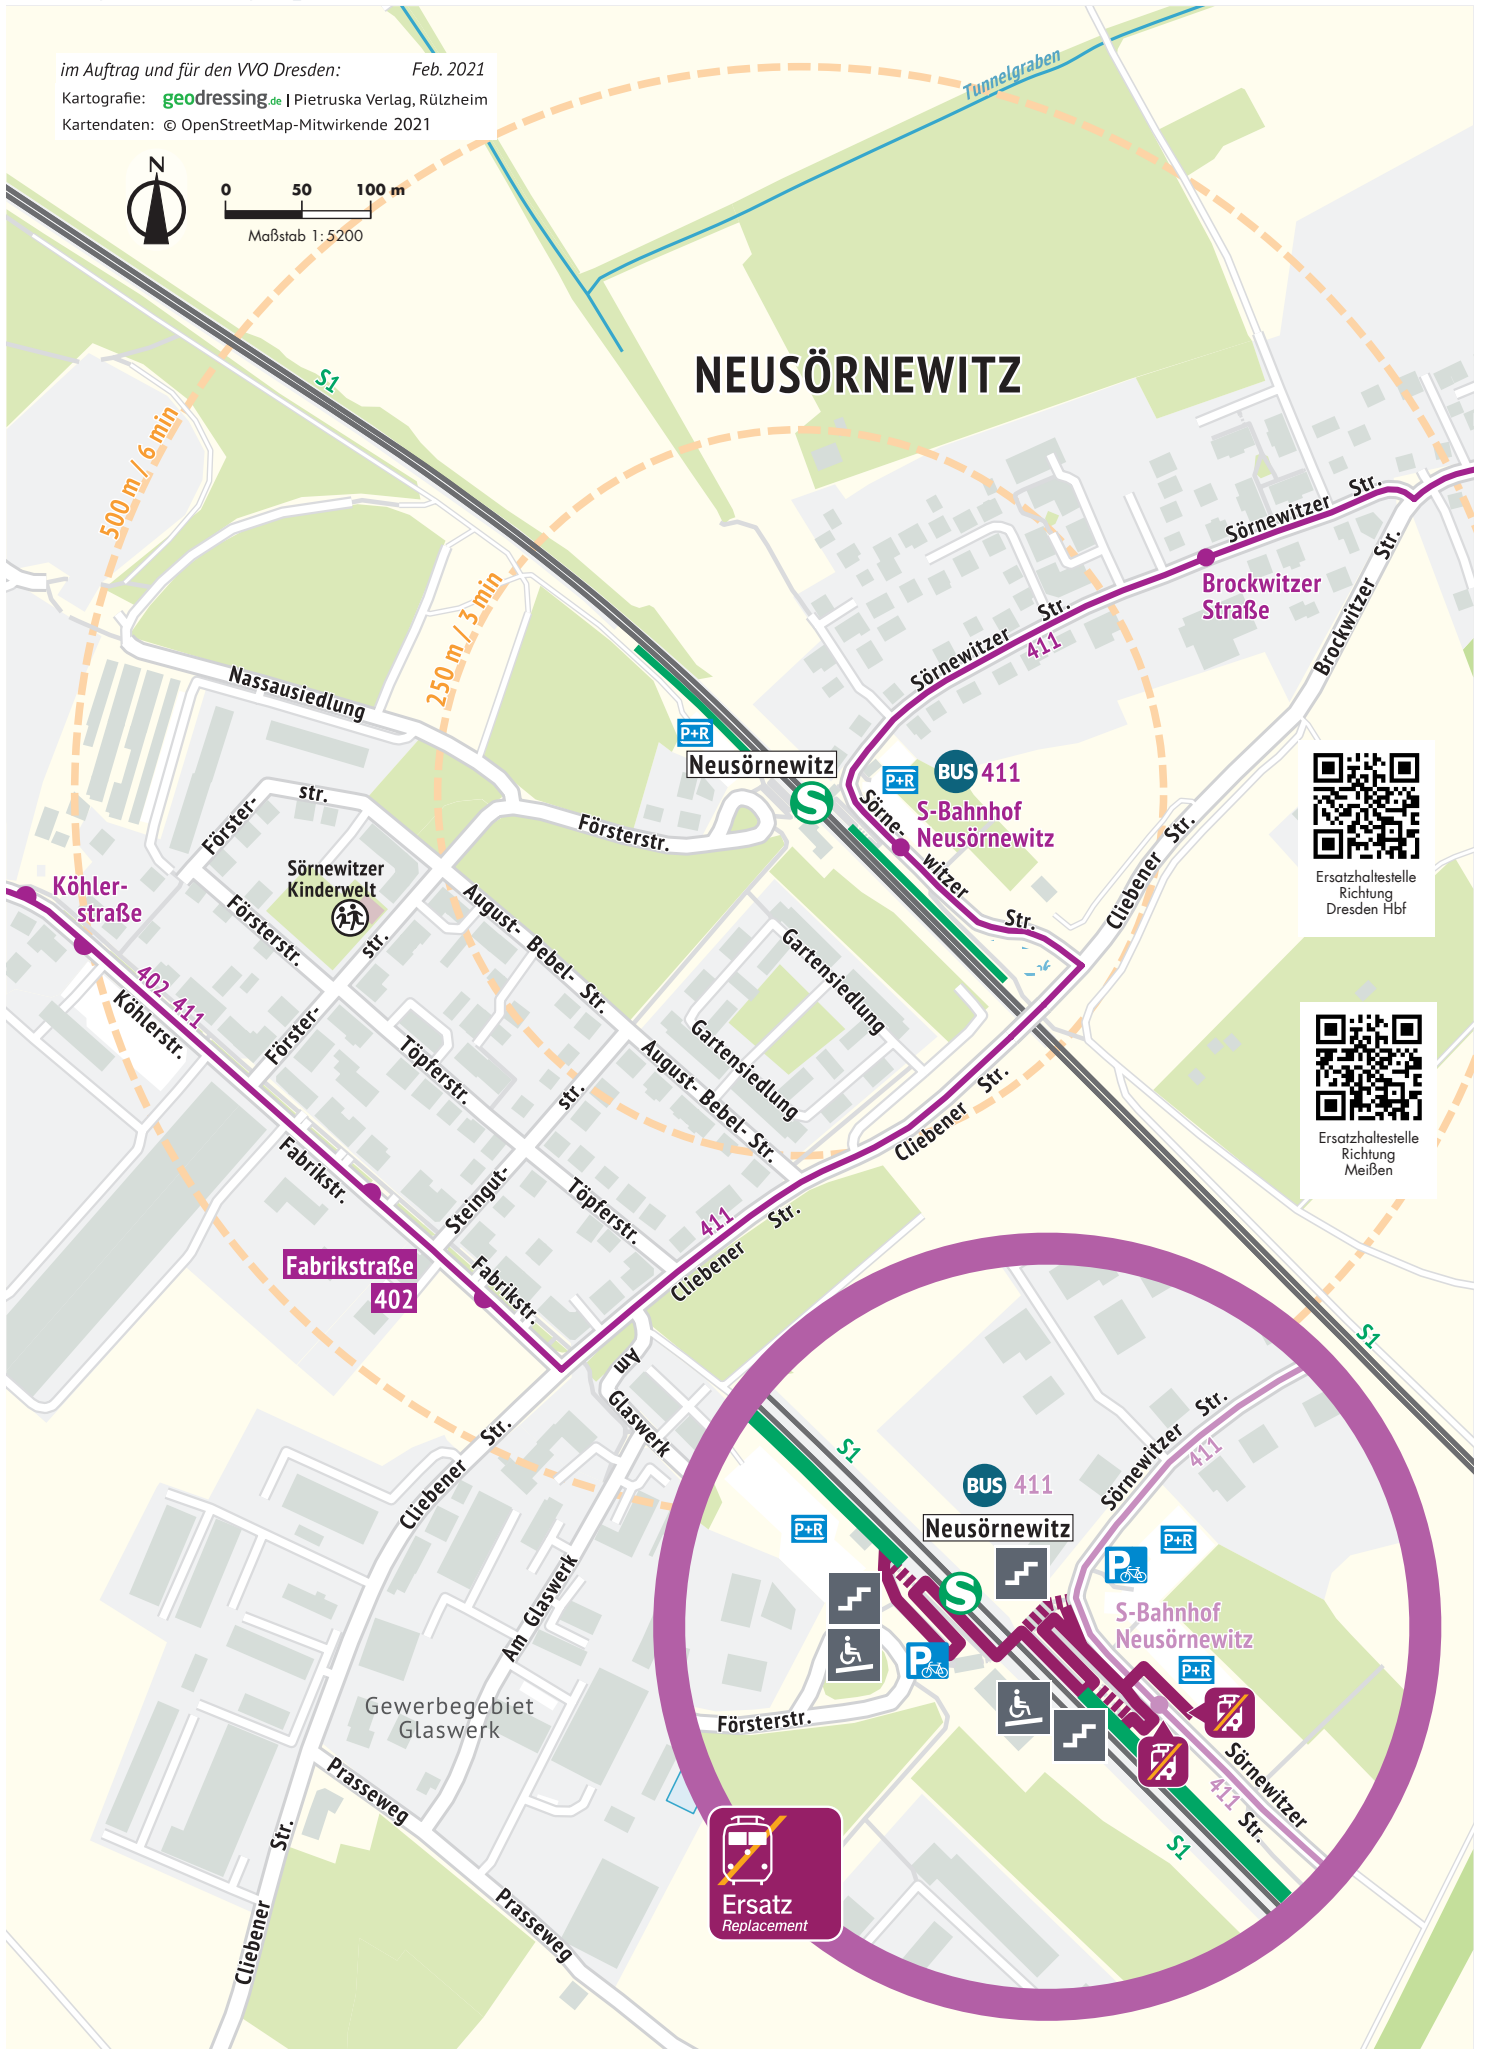 im Auftrag und für den VVO Dresden: Feb. 2021
Kartografie: geodressing.de | Pietruska Verlag, Rülzheim
Kartendaten: © OpenStreetMap-Mitwirkende 2021
N
0 50 100 m
Maßstab 1:5200
Tunnelgraben
S1
NEUSÖRNEWITZ
500 m / 6 min
250 m / 3 min
Sörnewitzer Str.
Brockwitzer
Straße
Brockwitzer Str.
Sörnewitzer Str.
411
Nassausiedlung
P+R
Neusörnewitz
S
P+R
BUS 411
S-Bahnhof
Neusörnewitz
Sörne-
witzer
Str.
Cliebener Str.
Förster-
str.
Försterstr.
Sörnewitzer
Kinderwelt
Köhler-
straße
Försterstr.
str.
Förster-
August- Bebel- Str.
Gartensiedlung
Gartensiedlung
402 411
Köhlerstr.
Töpferstr.
str.
August- Bebel- Str.
Cliebener Str.
Ersatzhaltestelle
Richtung
Dresden Hbf
Ersatzhaltestelle
Richtung
Meißen
Fabrikstr.
Steingut-
Töpferstr.
411
Cliebener Str.
Fabrikstraße
402
Fabrikstr.
Am
Glaswerk
S1
Cliebener Str.
Am Glaswerk
Gewerbegebiet
Glaswerk
Prasseweg
Prasseweg
Cliebener Str.
S1
BUS 411
Neusörnewitz
Sörnewitzer Str.
411
P+R
P+R
P
S
S-Bahnhof
Neusörnewitz
P
P+R
Försterstr.
Sörnewitzer
Str.
411
S1
Ersatz
Replacement